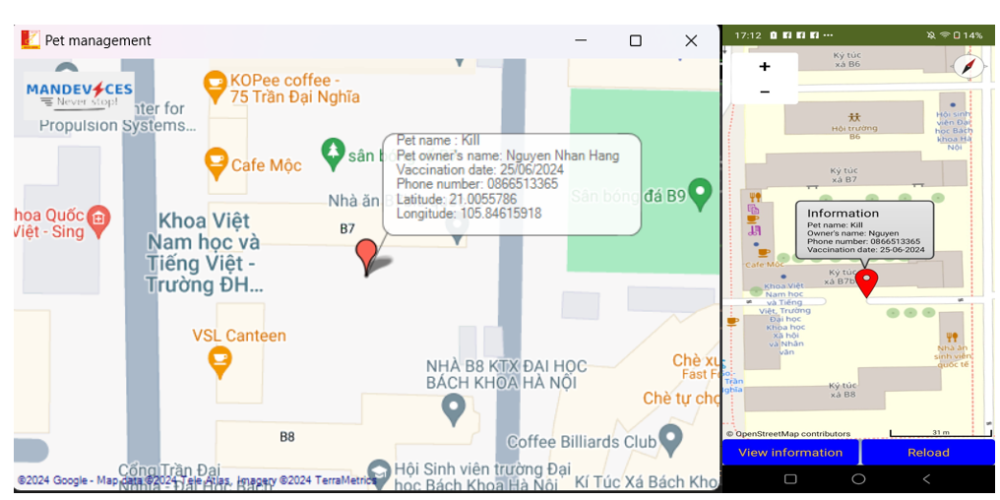 Pet management
MANDEVICES
Never stop!
nter for
Propulsion Systems...
KOPee coffee -
75 Trần Đại Nghĩa
Cafe Mộc
sân
Nhà ăn
Pet name : Kill
Pet owner's name: Nguyen Nhan Hang
Vaccination date: 25/06/2024
Phone number: 0866513365
Latitude: 21.0055786
Longitude: 105.84615918
Sân bóng đá B9
hoa Quốc
Việt - Sing
Khoa Việt
Nam học và
Tiếng Việt -
Trường ĐH...
B7
VSL Canteen
NHÀ B8 KTX ĐẠI HỌC
BÁCH KHOA HÀ NỘI
Chè xu
Fast F
Chè tự chọ
B8
Coffee Billiards Club
Cổng Trần Đại
Hội Sinh viên trường Đại
học Bách Khoa Hà Nội
Kí Túc Xá Bách Kho
©2024 Google - Map data ©2024 Tele Atlas, Imagery ©2024 TerraMetrics
17:12
14%
+
−
Ký túc
xá B6
Hội trường
B6
Hội sinh
viên Đại
học Bách
khoa Hà
Nội
Ký túc
xá B7
Information
Pet name: Kill
Owner's name: Nguyen
Phone number: 0866513365
Vaccination date: 25-06-2024
Cafe Mộc
Ký túc
xá B7b
Khoa Việt
Nam học
và Tiếng
Việt, Trường
Đại học
Khoa học
Xã hội
và Nhân
văn
Nhà ăn
sinh viên
quốc tế
Trần
Nghĩa
Ký túc
xá B8
© OpenStreetMap contributors
31 m
View information
Reload